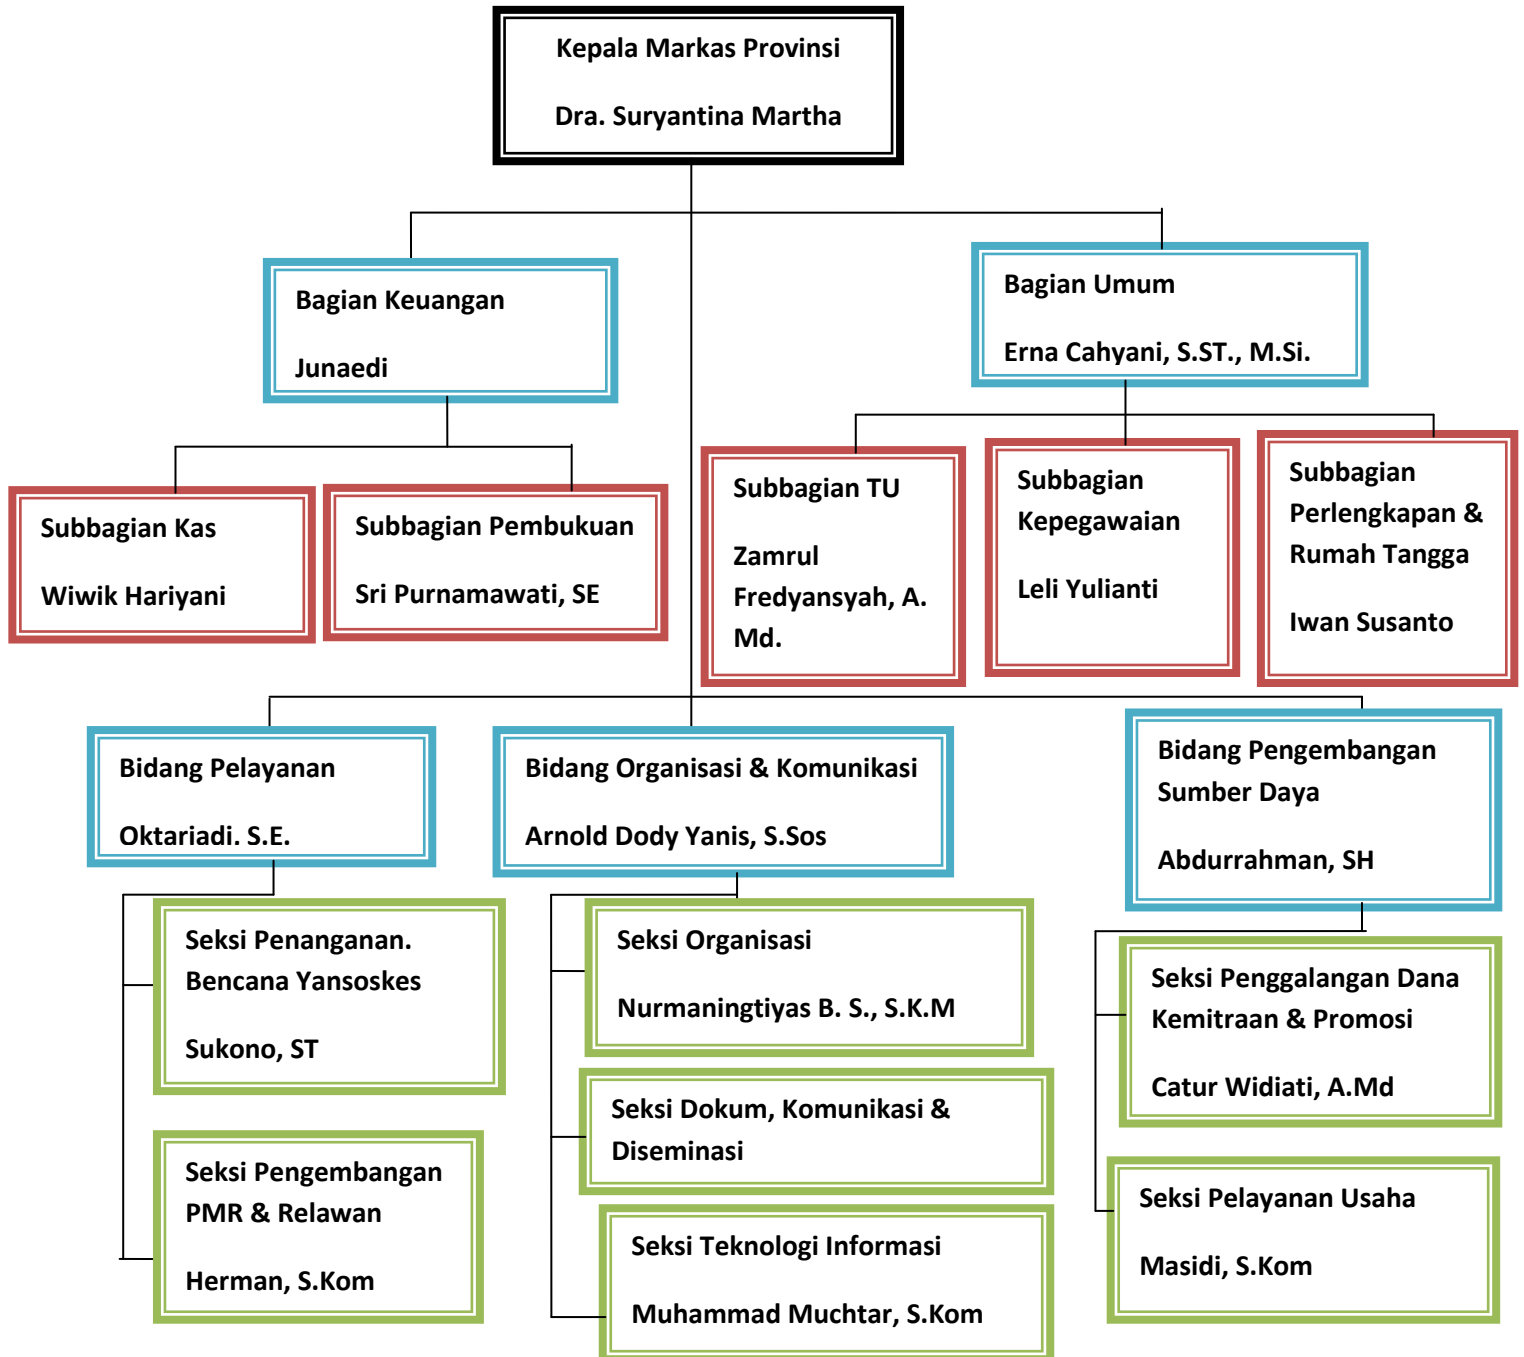 Kepala Markas Provinsi
Dra. Suryantina Martha
Bagian Keuangan
Junaedi
Bagian Umum
Erna Cahyani, S.ST., M.Si.
Subbagian Kas
Wiwik Hariyani
Subbagian Pembukuan
Sri Purnamawati, SE
Subbagian TU
Zamrul
Fredyansyah, A.
Md.
Subbagian
Kepegawaian
Leli Yulianti
Subbagian
Perlengkapan &
Rumah Tangga
Iwan Susanto
Bidang Pelayanan
Oktariadi. S.E.
Bidang Organisasi & Komunikasi
Arnold Dody Yanis, S.Sos
Bidang Pengembangan
Sumber Daya
Abdurrahman, SH
Seksi Penanganan.
Bencana Yansoskes
Sukono, ST
Seksi Pengembangan
PMR & Relawan
Herman, S.Kom
Seksi Organisasi
Nurmaningtiyas B. S., S.K.M
Seksi Dokum, Komunikasi &
Diseminasi
Seksi Teknologi Informasi
Muhammad Muchtar, S.Kom
Seksi Penggalangan Dana
Kemitraan & Promosi
Catur Widiati, A.Md
Seksi Pelayanan Usaha
Masidi, S.Kom